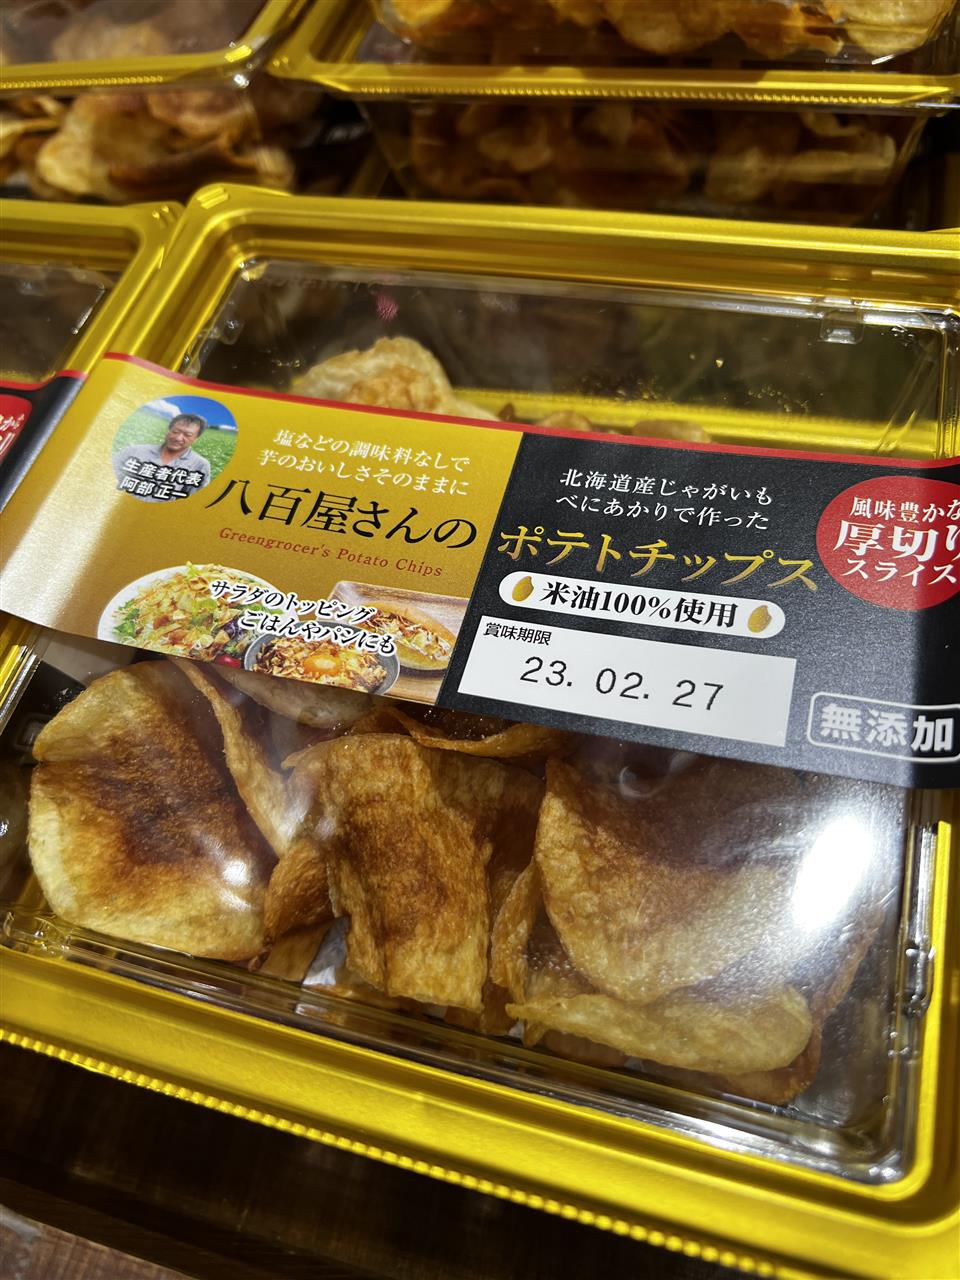 生産者代表
阿部 正一
塩などの調味料なしで
芋のおいしさそのままに
八百屋さんの
Greengrocer's Potato Chips
サラダのトッピング
ごはんやパンにも
北海道産じゃがいも
べにあかりで作った
ポテトチップス
米油100%使用
賞味期限
23. 02. 27
風味豊かな
厚切り
スライス
無添加